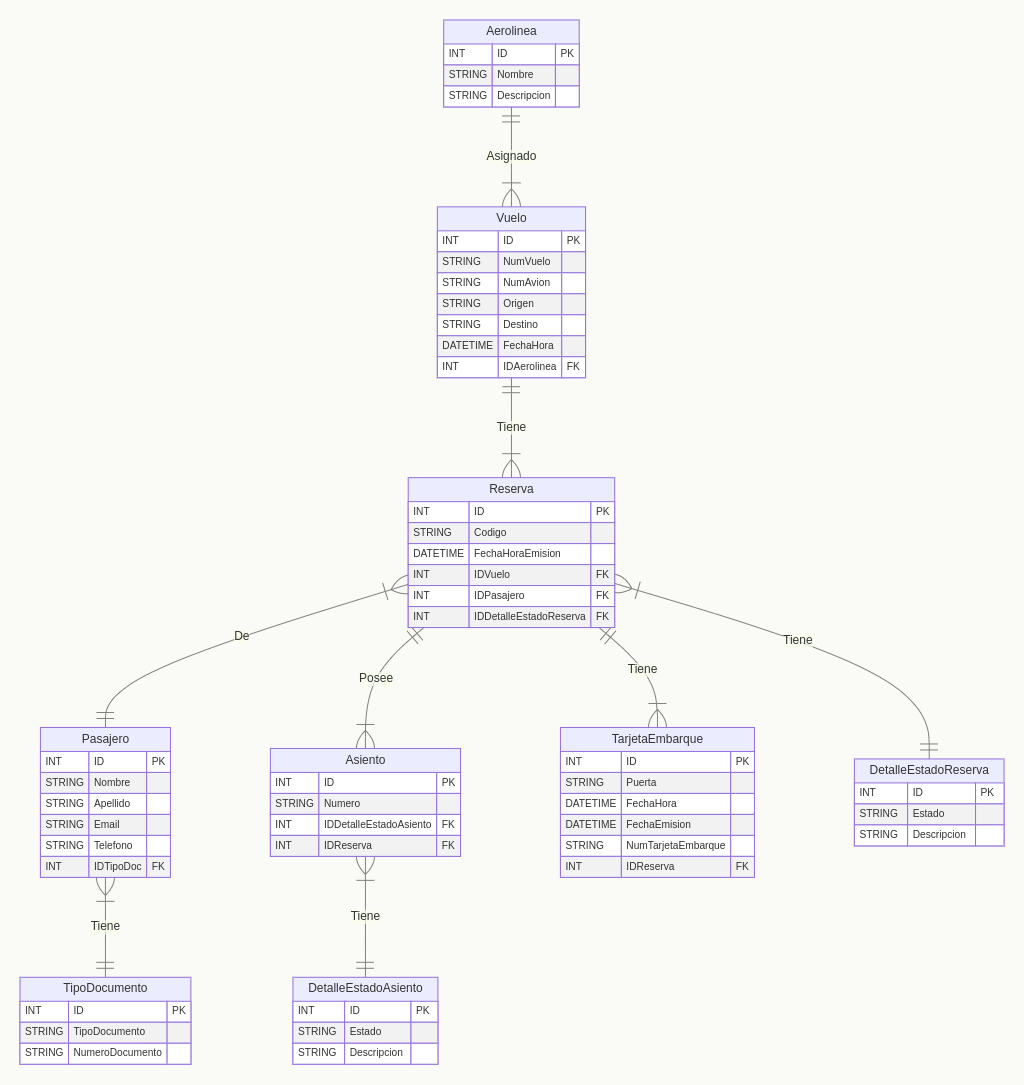 Aerolinea
INT ID PK
STRING Nombre
STRING Descripcion
Asignado
Vuelo
INT ID PK
STRING NumVuelo
STRING NumAvion
STRING Origen
STRING Destino
DATETIME FechaHora
INT IDAerolinea FK
Tiene
Reserva
INT ID PK
STRING Codigo
DATETIME FechaHoraEmision
INT IDVuelo FK
INT IDPasajero FK
INT IDDetalleEstadoReserva FK
De
Posee
Tiene
Tiene
Pasajero
INT ID PK
STRING Nombre
STRING Apellido
STRING Email
STRING Telefono
INT IDTipoDoc FK
Asiento
INT ID PK
STRING Numero
INT IDDetalleEstadoAsiento FK
INT IDReserva FK
TarjetaEmbarque
INT ID PK
STRING Puerta
DATETIME FechaHora
DATETIME FechaEmision
STRING NumTarjetaEmbarque
INT IDReserva FK
DetalleEstadoReserva
INT ID PK
STRING Estado
STRING Descripcion
Tiene
Tiene
TipoDocumento
INT ID PK
STRING TipoDocumento
STRING NumeroDocumento
DetalleEstadoAsiento
INT ID PK
STRING Estado
STRING Descripcion